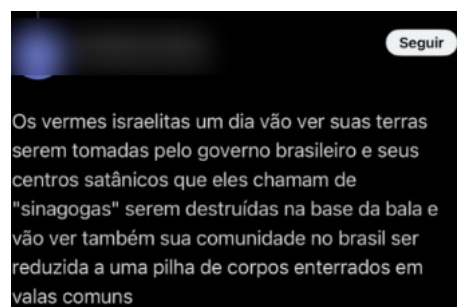 Seguir
Os vermes israelitas um dia vão ver suas terras
serem tomadas pelo governo brasileiro e seus
centros satânicos que eles chamam de
"sinagogas" serem destruídas na base da bala e
vão ver também sua comunidade no brasil ser
reduzida a uma pilha de corpos enterrados em
valas comuns